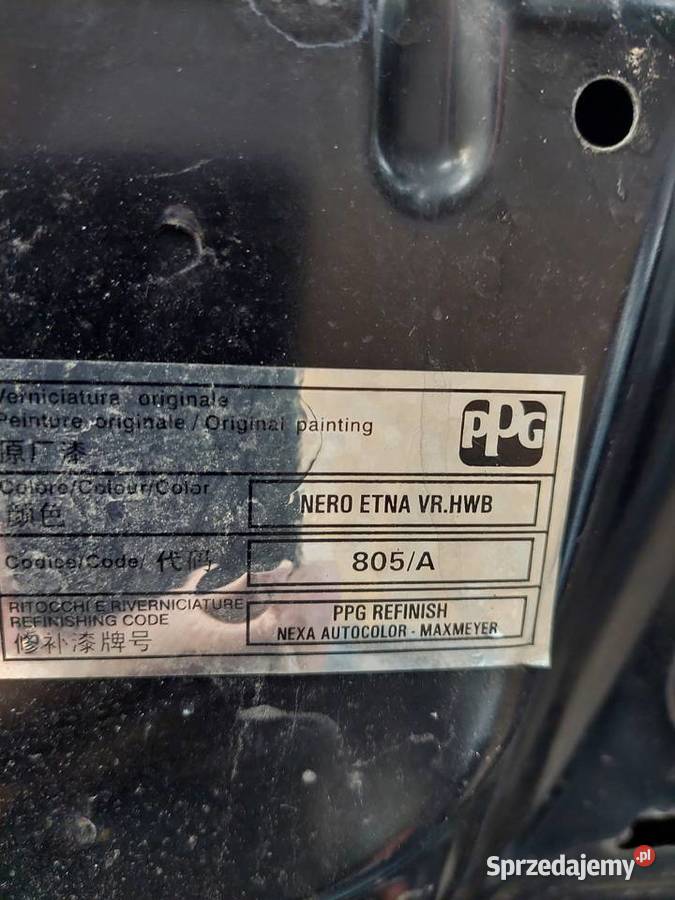 Verniciatura originale
Peinture originale / Original painting
原厂漆
PPG
Colore/Colour/Color
颜色
NERO ETNA VR.HWB
Codice/Code/ 代码
805/A
RITOCCHI E RIVERNICIATURE
REFINISHING CODE
修补漆牌号
PPG REFINISH
NEXA AUTOCOLOR - MAXMEYER
Sprzedajemy.pl